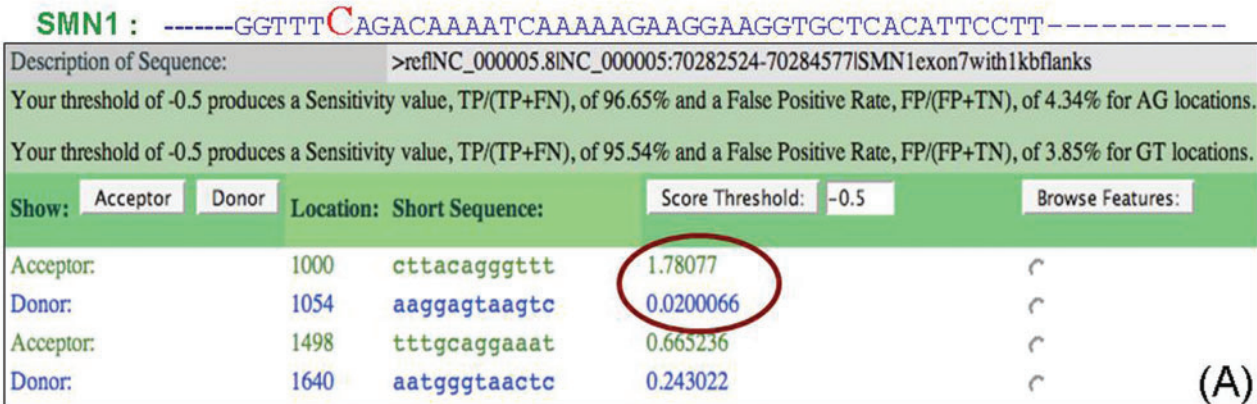 SMN1 : -------GGTTTCAGACAAAATCAAAAAGAAGGAAGGTGCTCACATTCCTT----------
Description of Sequence: >ref|NC_000005.8|NC_000005:70282524-70284577|SMN1exon7with1kbflanks
Your threshold of -0.5 produces a Sensitivity value, TP/(TP+FN), of 96.65% and a False Positive Rate, FP/(FP+TN), of 4.34% for AG locations.
Your threshold of -0.5 produces a Sensitivity value, TP/(TP+FN), of 95.54% and a False Positive Rate, FP/(FP+TN), of 3.85% for GT locations.
Show: Acceptor Donor Location: Short Sequence: Score Threshold: -0.5 Browse Features:
Acceptor: 1000 cttacagggttt 1.78077
Donor: 1054 aaggagtaagtc 0.0200066
Acceptor: 1498 tttgcaggaaat 0.665236
Donor: 1640 aatgggtaactc 0.243022
(A)